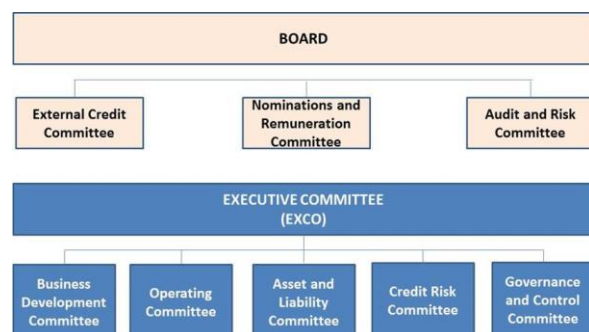 BOARD
External Credit
Committee
Nominations and
Remuneration
Committee
Audit and Risk
Committee
EXECUTIVE COMMITTEE
(EXCO)
Business
Development
Committee
Operating
Committee
Asset and
Liability
Committee
Credit Risk
Committee
Governance
and Control
Committee